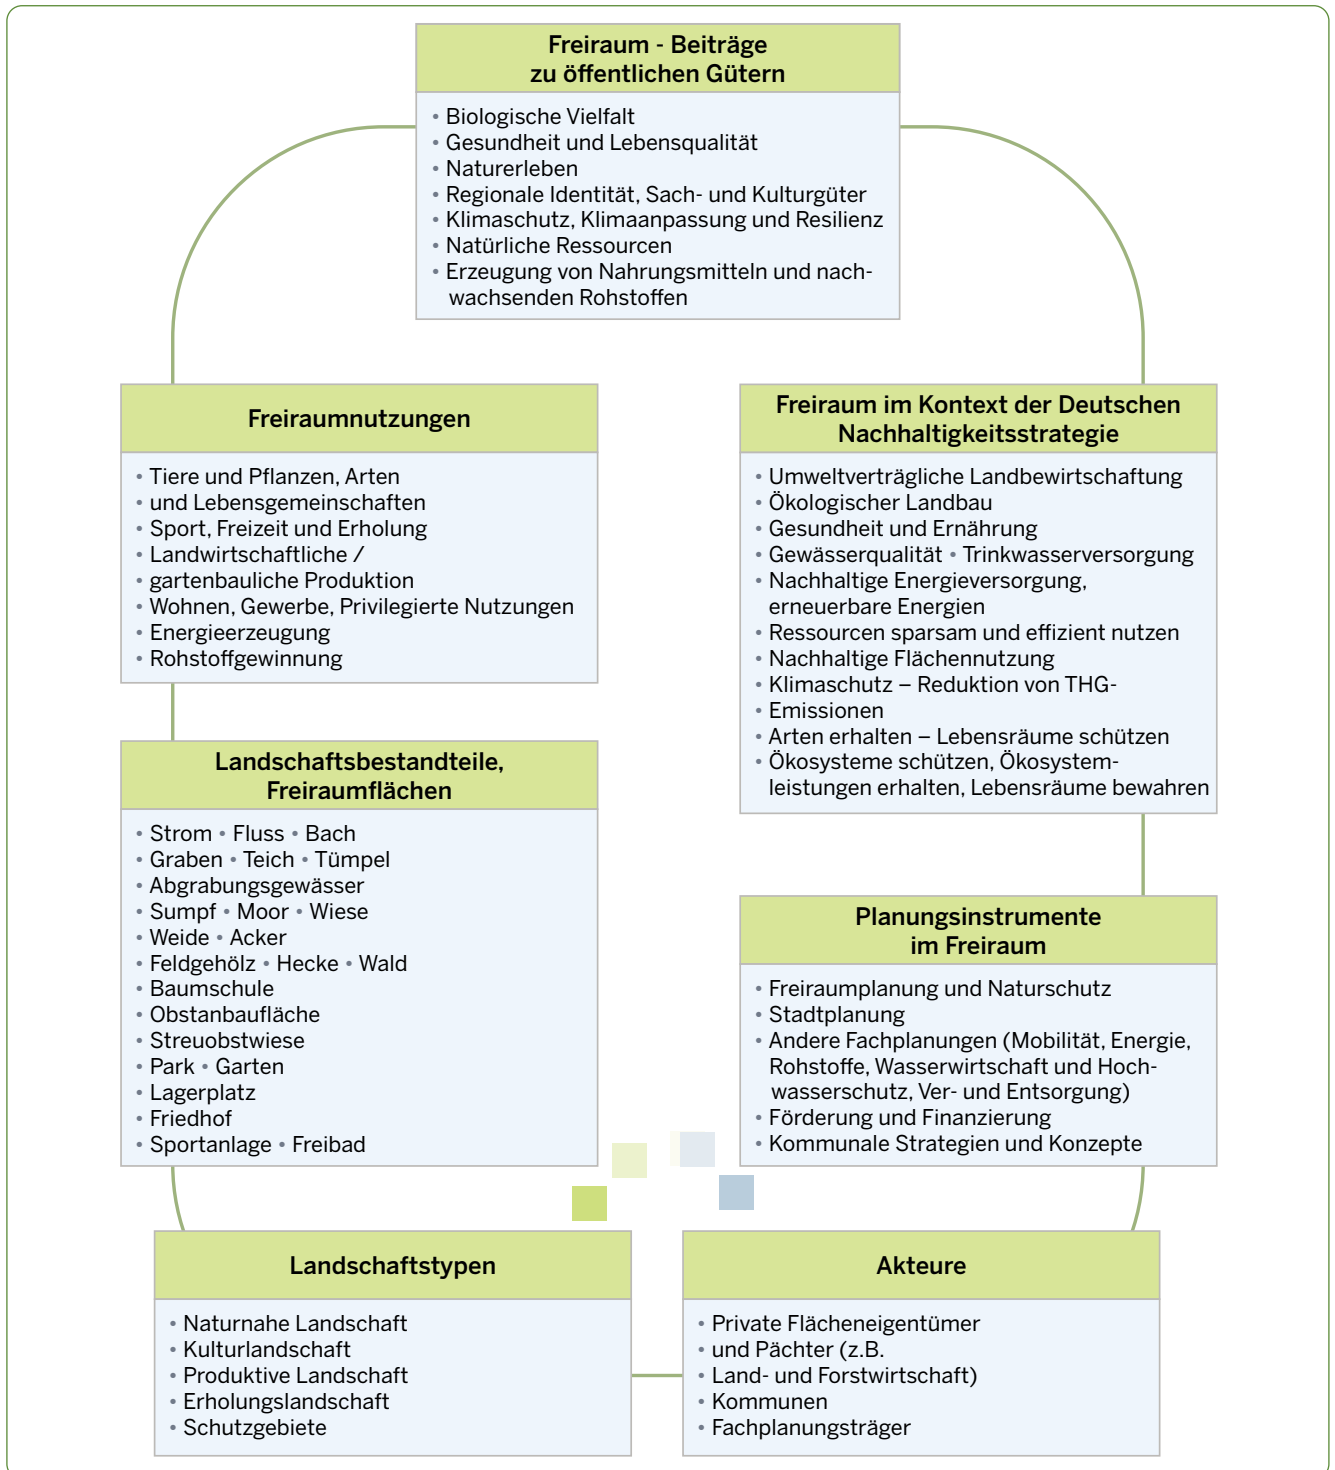 Freiraum - Beiträge
zu öffentlichen Gütern
• Biologische Vielfalt
• Gesundheit und Lebensqualität
• Naturerleben
• Regionale Identität, Sach- und Kulturgüter
• Klimaschutz, Klimaanpassung und Resilienz
• Natürliche Ressourcen
• Erzeugung von Nahrungsmitteln und nach-
wachsenden Rohstoffen
Freiraumnutzungen
• Tiere und Pflanzen, Arten
• und Lebensgemeinschaften
• Sport, Freizeit und Erholung
• Landwirtschaftliche /
• gartenbauliche Produktion
• Wohnen, Gewerbe, Privilegierte Nutzungen
• Energieerzeugung
• Rohstoffgewinnung
Freiraum im Kontext der Deutschen
Nachhaltigkeitsstrategie
• Umweltverträgliche Landbewirtschaftung
• Ökologischer Landbau
• Gesundheit und Ernährung
• Gewässerqualität • Trinkwasserversorgung
• Nachhaltige Energieversorgung,
erneuerbare Energien
• Ressourcen sparsam und effizient nutzen
• Nachhaltige Flächennutzung
• Klimaschutz – Reduktion von THG-
• Emissionen
• Arten erhalten – Lebensräume schützen
• Ökosysteme schützen, Ökosystem-
leistungen erhalten, Lebensräume bewahren
Landschaftsbestandteile,
Freiraumflächen
• Strom • Fluss • Bach
• Graben • Teich • Tümpel
• Abgrabungsgewässer
• Sumpf • Moor • Wiese
• Weide • Acker
• Feldgehölz • Hecke • Wald
• Baumschule
• Obstanbaufläche
• Streuobstwiese
• Park • Garten
• Lagerplatz
• Friedhof
• Sportanlage • Freibad
Planungsinstrumente
im Freiraum
• Freiraumplanung und Naturschutz
• Stadtplanung
• Andere Fachplanungen (Mobilität, Energie,
Rohstoffe, Wasserwirtschaft und Hoch-
wasserschutz, Ver- und Entsorgung)
• Förderung und Finanzierung
• Kommunale Strategien und Konzepte
Landschaftstypen
• Naturnahe Landschaft
• Kulturlandschaft
• Produktive Landschaft
• Erholungslandschaft
• Schutzgebiete
Akteure
• Private Flächeneigentümer
• und Pächter (z.B.
• Land- und Forstwirtschaft)
• Kommunen
• Fachplanungsträger